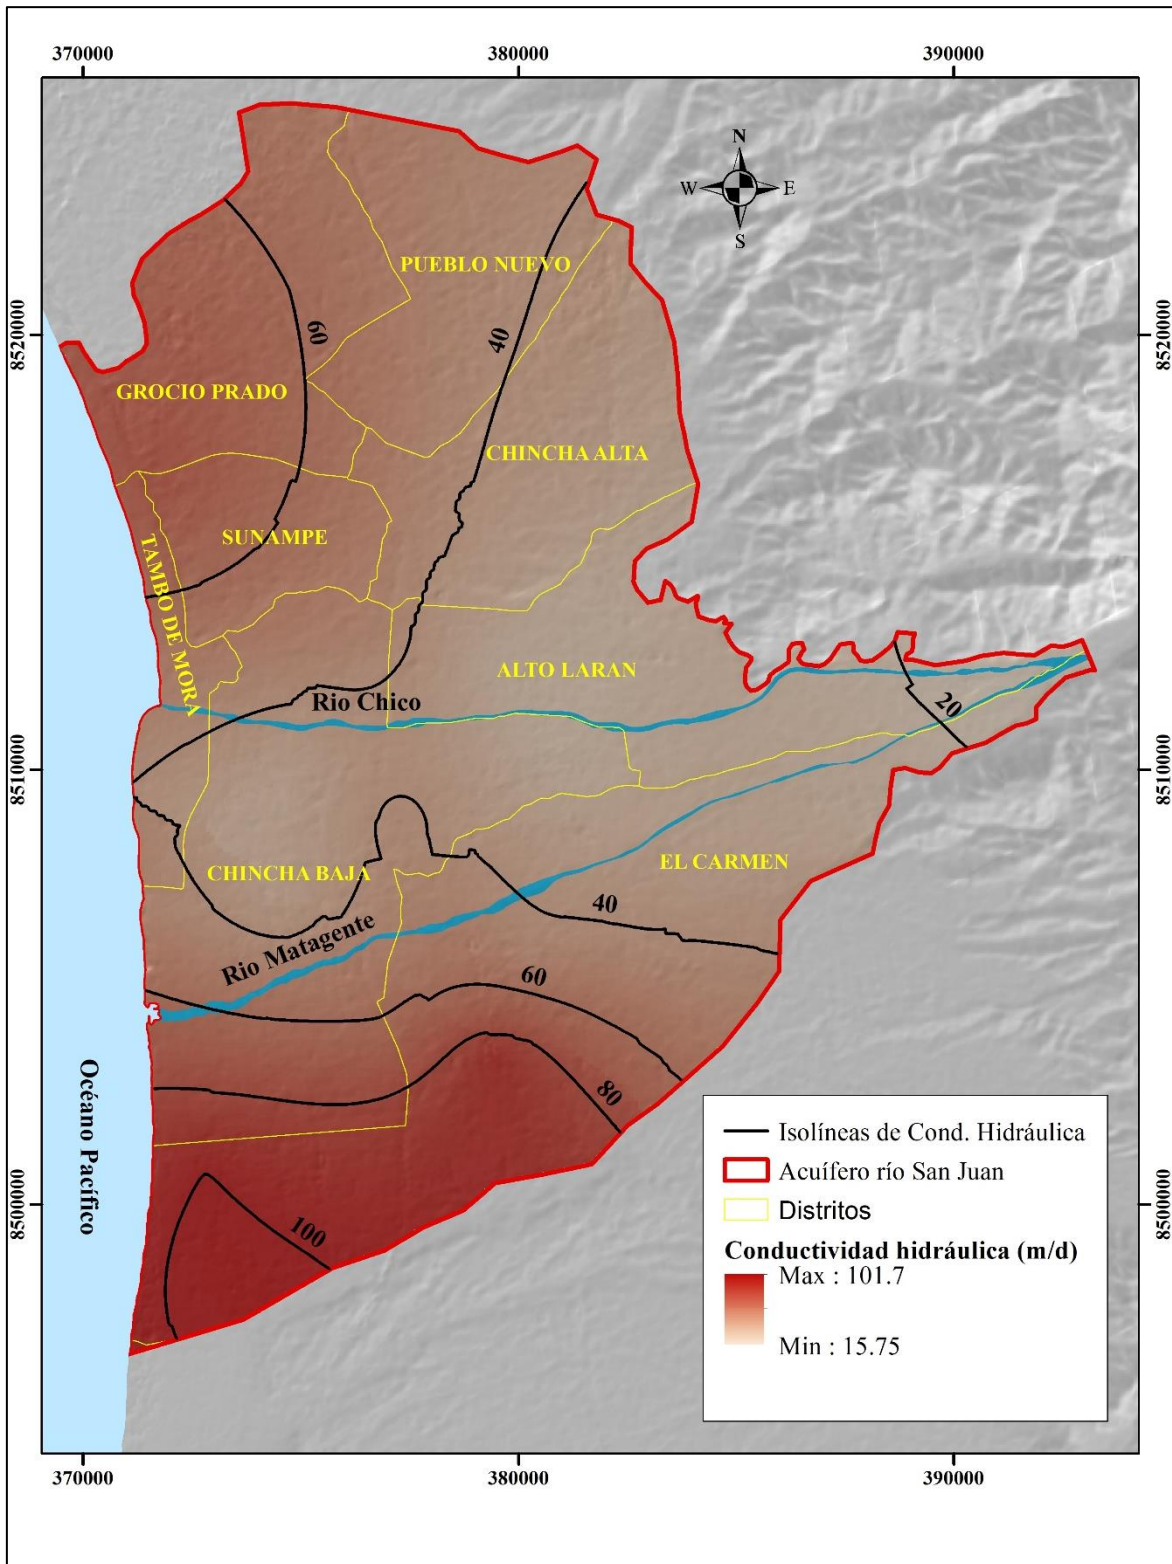 370000
380000
390000
N
W
E
S
8520000
8520000
PUEBLO NUEVO
60
40
GROCIO PRADO
CHINCHA ALTA
SUNAMPE
TAMBO DE MORA
ALTO LARAN
Rio Chico
20
8510000
8510000
CHINCHA BAJA
EL CARMEN
40
Rio Matagente
60
80
Océano Pacífico
100
8500000
8500000
Isolíneas de Cond. Hidráulica
Acuífero río San Juan
Distritos
Conductividad hidráulica (m/d)
Max : 101.7
Min : 15.75
370000
380000
390000